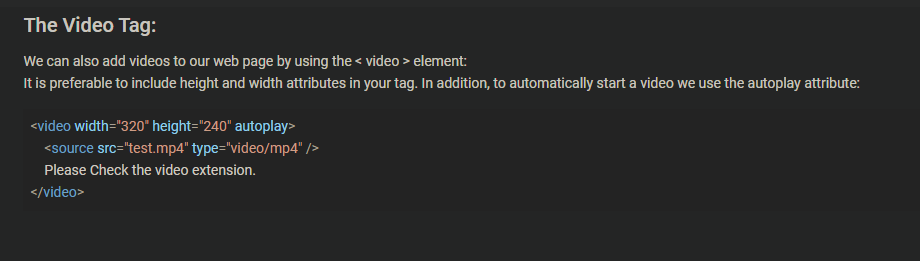 The Video Tag:
We can also add videos to our web page by using the < video > element:
It is preferable to include height and width attributes in your tag. In addition, to automatically start a video we use the autoplay attribute:
<video width="320" height="240" autoplay>
<source src="test.mp4" type="video/mp4" />
Please Check the video extension.
</video>